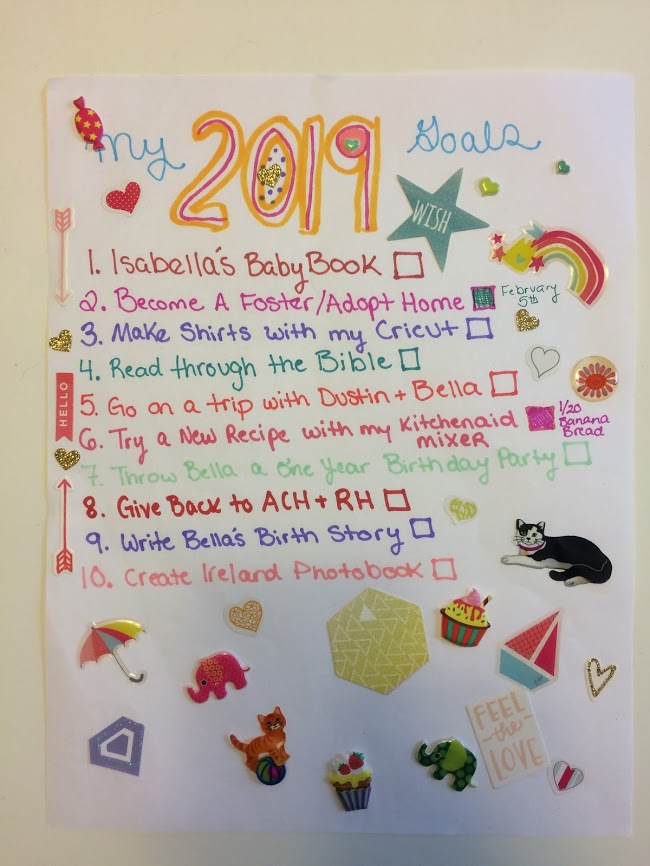 My 2019 Goals
WISH
1. Isabella's Baby Book
2. Become A Foster/Adopt Home
February
5th
3. Make Shirts with my Cricut
4. Read through the Bible
HELLO
5. Go on a trip with Dustin + Bella
6. Try a New Recipe with my Kitchenaid
mixer
1/20
Banana
Bread
7. Throw Bella a One Year Birthday Party
8. Give Back to ACH + RH
9. Write Bella's Birth Story
10. Create Ireland Photobook
FEEL
the
LOVE